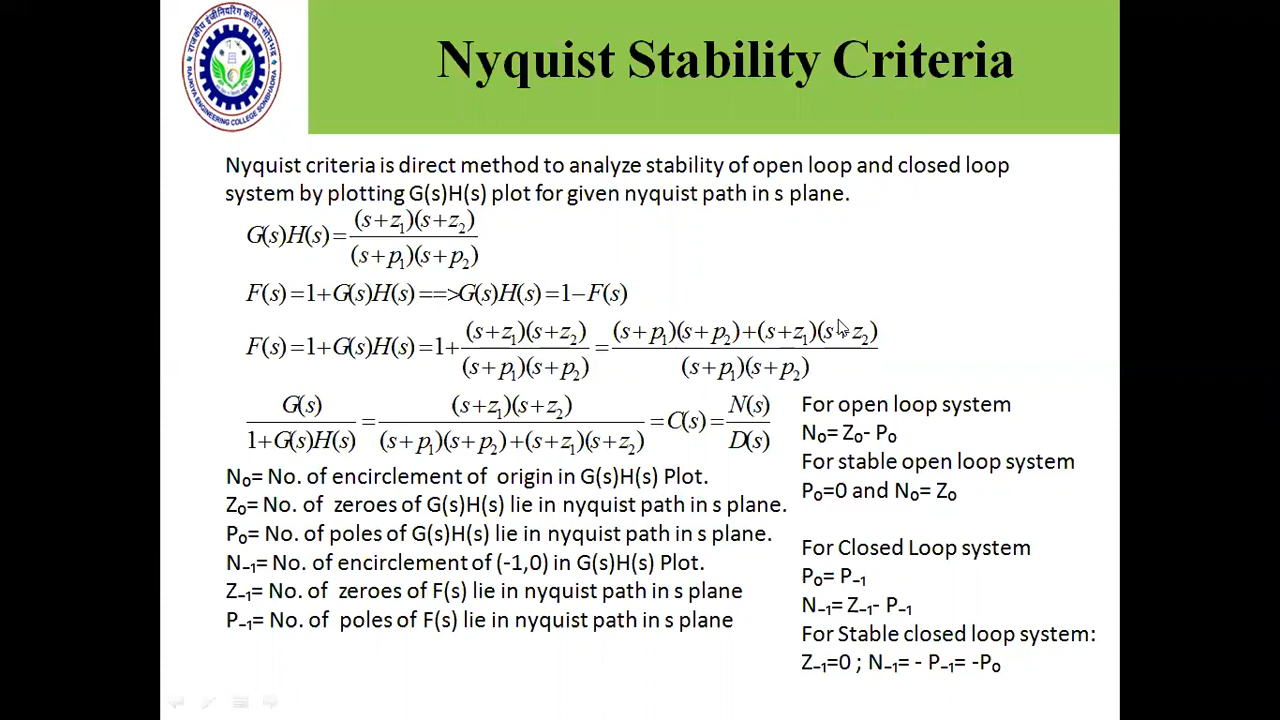 राजकीय इंजीनियरिंग कॉलेज सोनभद्र
RAJKIYA ENGINEERING COLLEGE SONBHADRA
Nyquist Stability Criteria
Nyquist criteria is direct method to analyze stability of open loop and closed loop
system by plotting G(s)H(s) plot for given nyquist path in s plane.
G(s)H(s)=(s+z₁)(s+z₂)/(s+p₁)(s+p₂)
F(s)=1+G(s)H(s)==>G(s)H(s)=1−F(s)
F(s)=1+G(s)H(s)=1+(s+z₁)(s+z₂)/(s+p₁)(s+p₂)=(s+p₁)(s+p₂)+(s+z₁)(s+z₂)/(s+p₁)(s+p₂)
G(s)/1+G(s)H(s)=(s+z₁)(s+z₂)/(s+p₁)(s+p₂)+(s+z₁)(s+z₂)=C(s)=N(s)/D(s)
N₀= No. of encirclement of origin in G(s)H(s) Plot.
Z₀= No. of zeroes of G(s)H(s) lie in nyquist path in s plane.
P₀= No. of poles of G(s)H(s) lie in nyquist path in s plane.
N₋₁= No. of encirclement of (-1,0) in G(s)H(s) Plot.
Z₋₁= No. of zeroes of F(s) lie in nyquist path in s plane
P₋₁= No. of poles of F(s) lie in nyquist path in s plane
For open loop system
N₀= Z₀- P₀
For stable open loop system
P₀=0 and N₀= Z₀
For Closed Loop system
P₀= P₋₁
N₋₁= Z₋₁- P₋₁
For Stable closed loop system:
Z₋₁=0 ; N₋₁= - P₋₁= -P₀